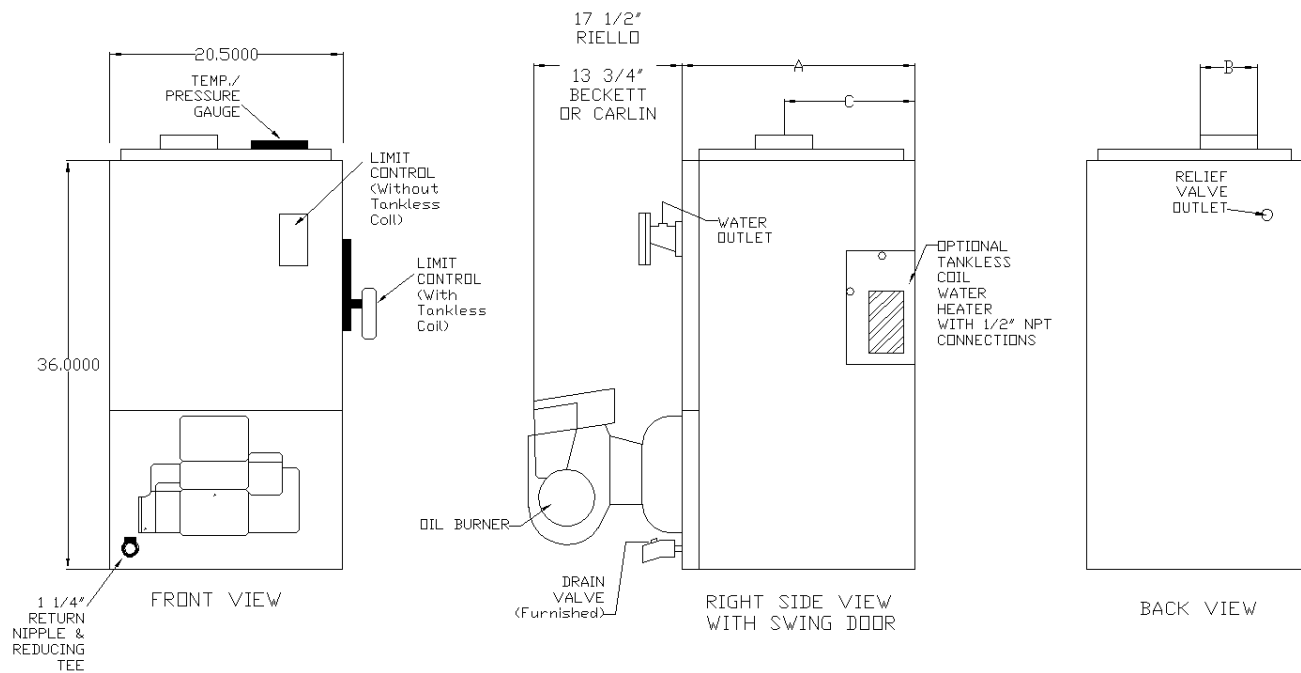 20.5000
TEMP./
PRESSURE
GAUGE
LIMIT
CONTROL
(Without
Tankless
Coil)
LIMIT
CONTROL
(With
Tankless
Coil)
36.0000
1 1/4"
RETURN
NIPPLE &
REDUCING
TEE
FRONT VIEW
17 1/2"
RIELLO
13 3/4"
BECKETT
OR CARLIN
A
C
WATER
OUTLET
OPTIONAL
TANKLESS
COIL
WATER
HEATER
WITH 1/2" NPT
CONNECTIONS
OIL BURNER
DRAIN
VALVE
(Furnished)
RIGHT SIDE VIEW
WITH SWING DOOR
B
RELIEF
VALVE
OUTLET
BACK VIEW